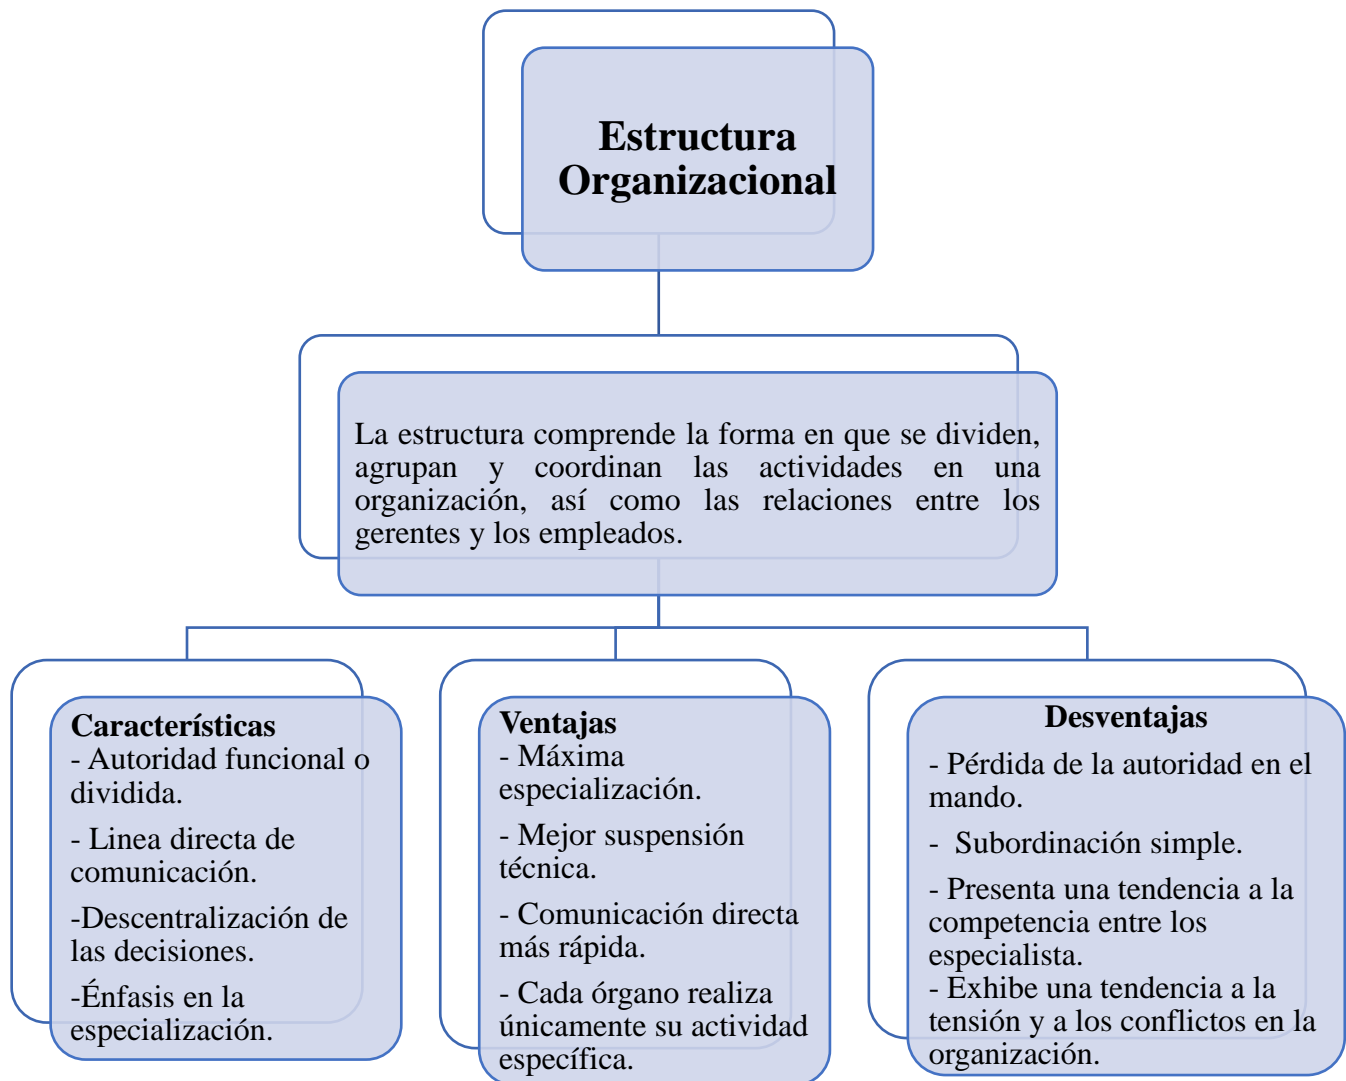 Estructura
Organizacional
La estructura comprende la forma en que se dividen,
agrupan y coordinan las actividades en una
organización, así como las relaciones entre los
gerentes y los empleados.
Características
- Autoridad funcional o
dividida.
- Linea directa de
comunicación.
-Descentralización de
las decisiones.
-Énfasis en la
especialización.
Ventajas
- Máxima
especialización.
- Mejor suspensión
técnica.
- Comunicación directa
más rápida.
- Cada órgano realiza
únicamente su actividad
específica.
Desventajas
- Pérdida de la autoridad en el
mando.
- Subordinación simple.
- Presenta una tendencia a la
competencia entre los
especialista.
- Exhibe una tendencia a la
tensión y a los conflictos en la
organización.